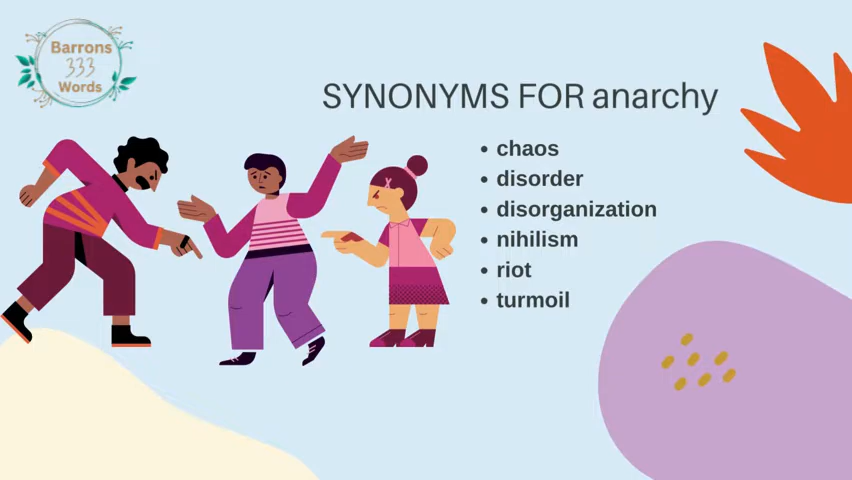 Barrons
333
Words
SYNONYMS FOR anarchy
• chaos
• disorder
• disorganization
• nihilism
• riot
• turmoil